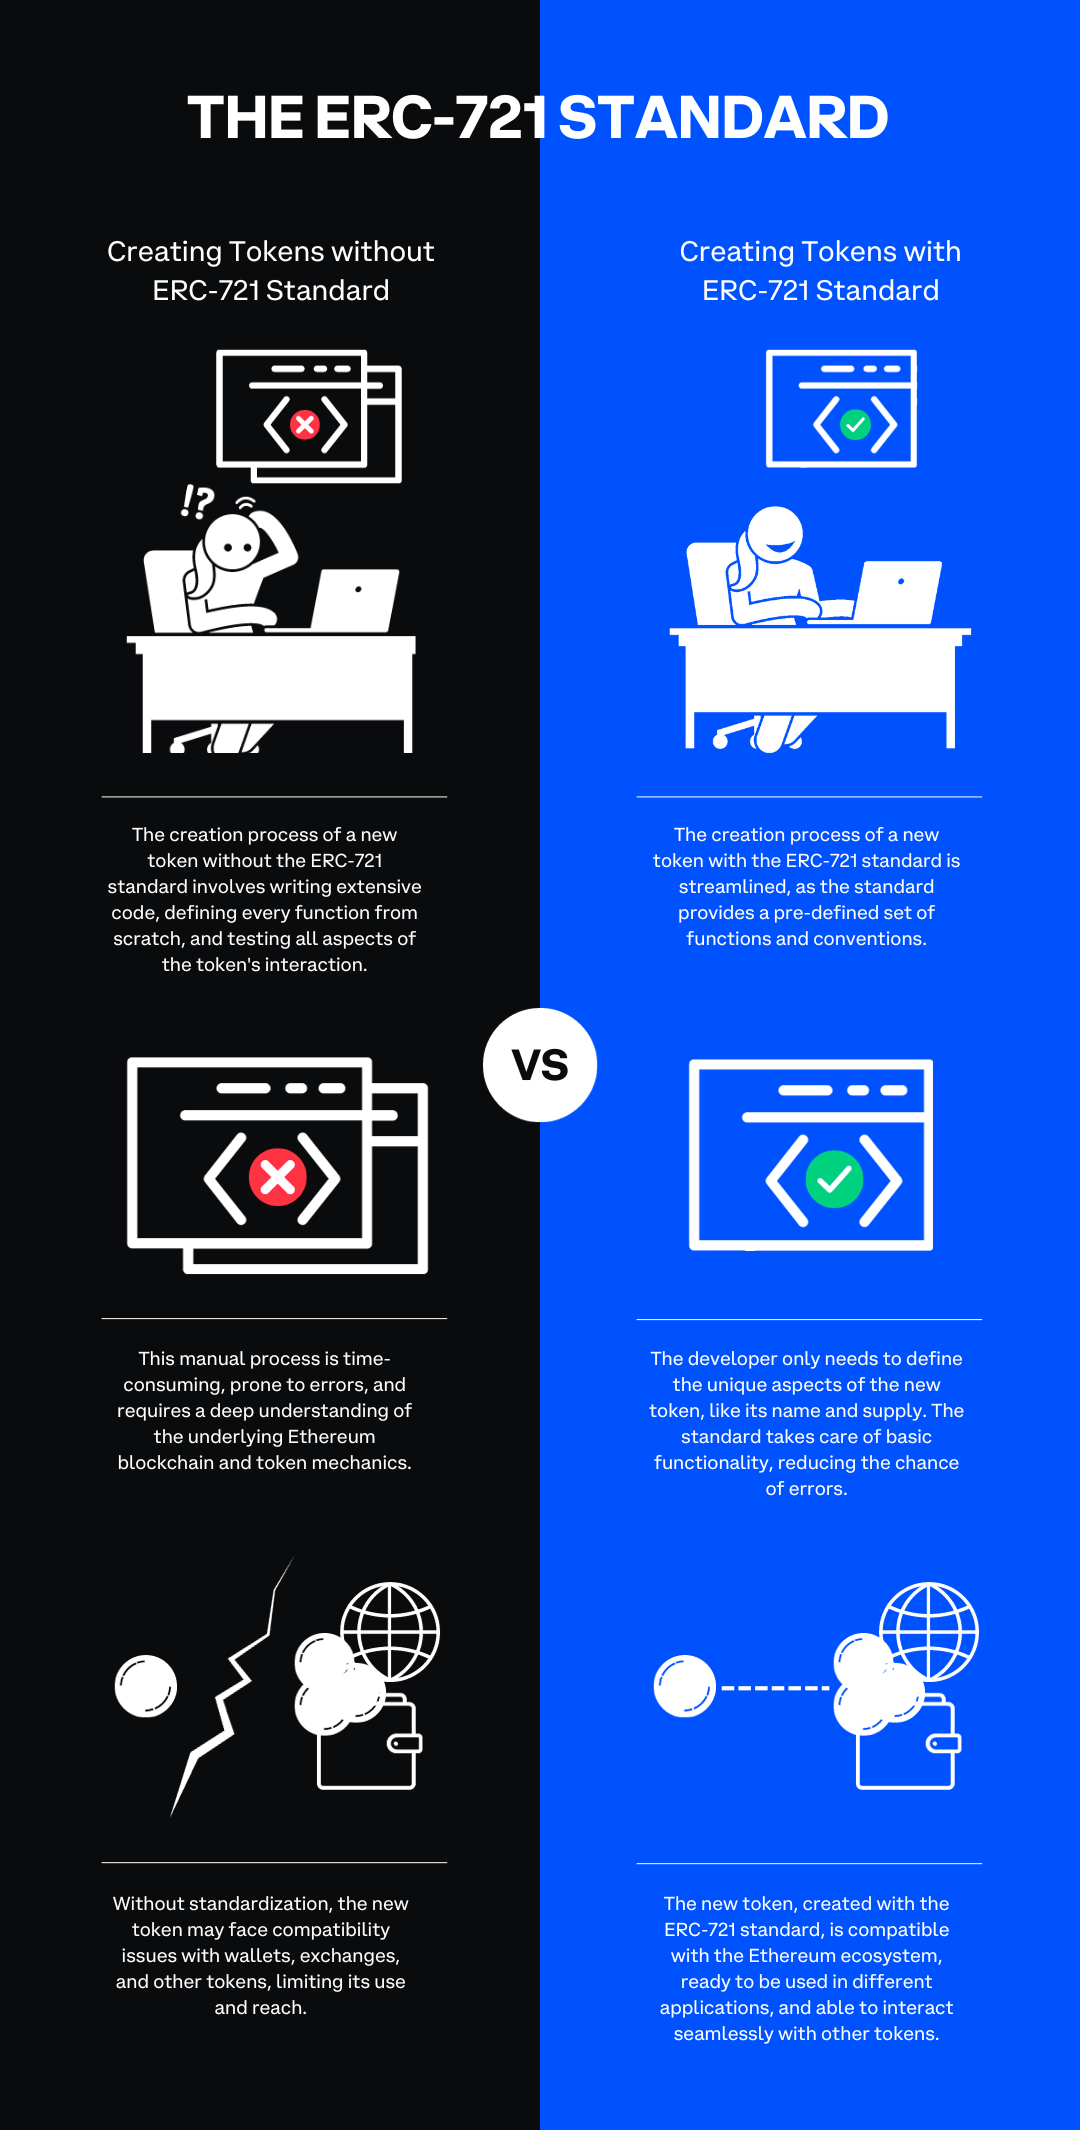 THE ERC-721 STANDARD
Creating Tokens without
ERC-721 Standard
!?
The creation process of a new
token without the ERC-721
standard involves writing extensive
code, defining every function from
scratch, and testing all aspects of
the token's interaction.
This manual process is time-
consuming, prone to errors, and
requires a deep understanding of
the underlying Ethereum
blockchain and token mechanics.
Without standardization, the new
token may face compatibility
issues with wallets, exchanges,
and other tokens, limiting its use
and reach.
VS
Creating Tokens with
ERC-721 Standard
The creation process of a new
token with the ERC-721 standard is
streamlined, as the standard
provides a pre-defined set of
functions and conventions.
The developer only needs to define
the unique aspects of the new
token, like its name and supply. The
standard takes care of basic
functionality, reducing the chance
of errors.
The new token, created with the
ERC-721 standard, is compatible
with the Ethereum ecosystem,
ready to be used in different
applications, and able to interact
seamlessly with other tokens.